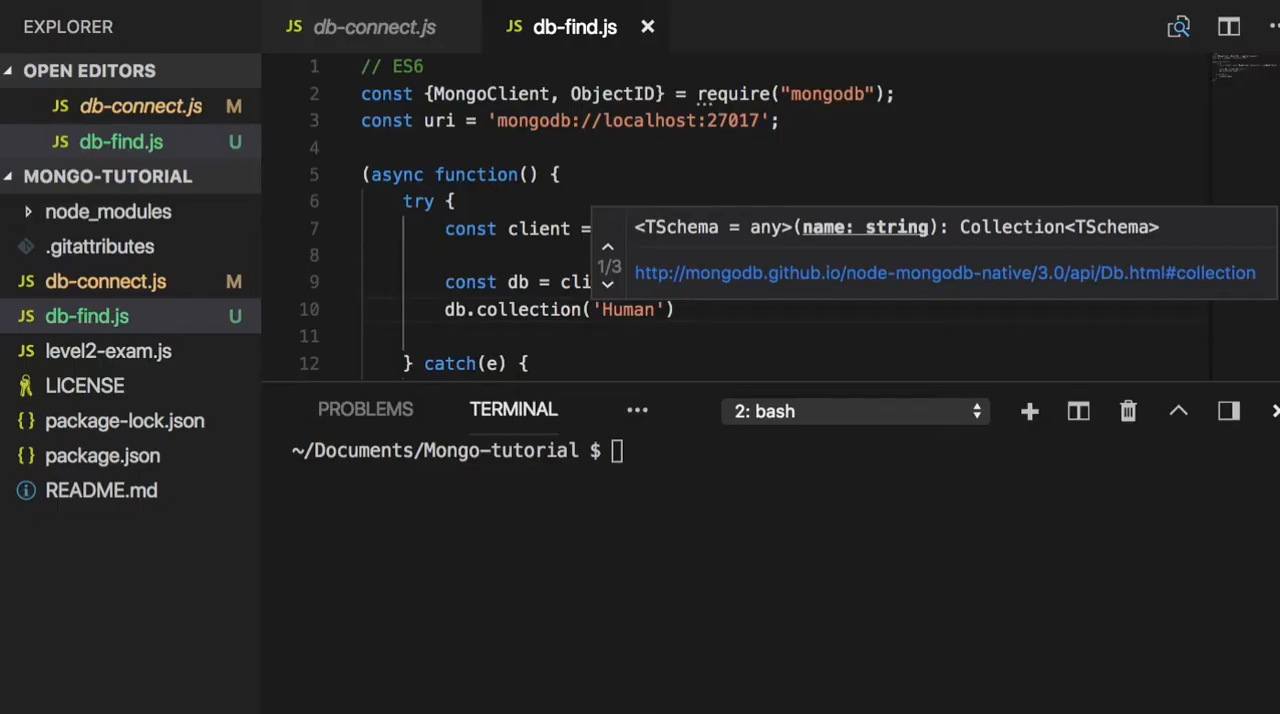 EXPLORER
JS db-connect.js
JS db-find.js ×
OPEN EDITORS
JS db-connect.js M
JS db-find.js U
MONGO-TUTORIAL
node_modules
.gitattributes
JS db-connect.js M
JS db-find.js U
JS level2-exam.js
LICENSE
{} package-lock.json
{} package.json
README.md
1 // ES6
2 const {MongoClient, ObjectID} = require("mongodb");
3 const uri = 'mongodb://localhost:27017';
4
5 (async function() {
6 try {
7 const client =
8
9 const db = cli
10 db.collection('Human')
11
12 } catch(e) {
<TSchema = any>(name: string): Collection<TSchema>
1/3
http://mongodb.github.io/node-mongodb-native/3.0/api/Db.html#collection
PROBLEMS TERMINAL ... 2: bash
~/Documents/Mongo-tutorial $